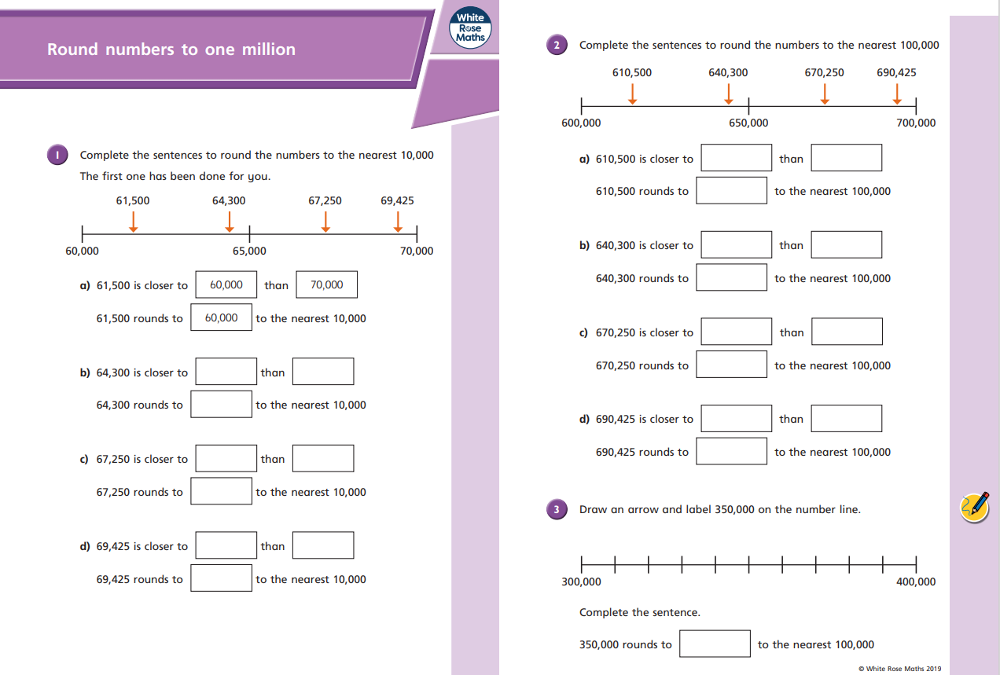 Round numbers to one million
White
Rose
Maths
1 Complete the sentences to round the numbers to the nearest 10,000
The first one has been done for you.
61,500 64,300 67,250 69,425
60,000 65,000 70,000
a) 61,500 is closer to 60,000 than 70,000
61,500 rounds to 60,000 to the nearest 10,000
b) 64,300 is closer to than
64,300 rounds to to the nearest 10,000
c) 67,250 is closer to than
67,250 rounds to to the nearest 10,000
d) 69,425 is closer to than
69,425 rounds to to the nearest 10,000
2 Complete the sentences to round the numbers to the nearest 100,000
610,500 640,300 670,250 690,425
600,000 650,000 700,000
a) 610,500 is closer to than
610,500 rounds to to the nearest 100,000
b) 640,300 is closer to than
640,300 rounds to to the nearest 100,000
c) 670,250 is closer to than
670,250 rounds to to the nearest 100,000
d) 690,425 is closer to than
690,425 rounds to to the nearest 100,000
3 Draw an arrow and label 350,000 on the number line.
300,000 400,000
Complete the sentence.
350,000 rounds to to the nearest 100,000
© White Rose Maths 2019